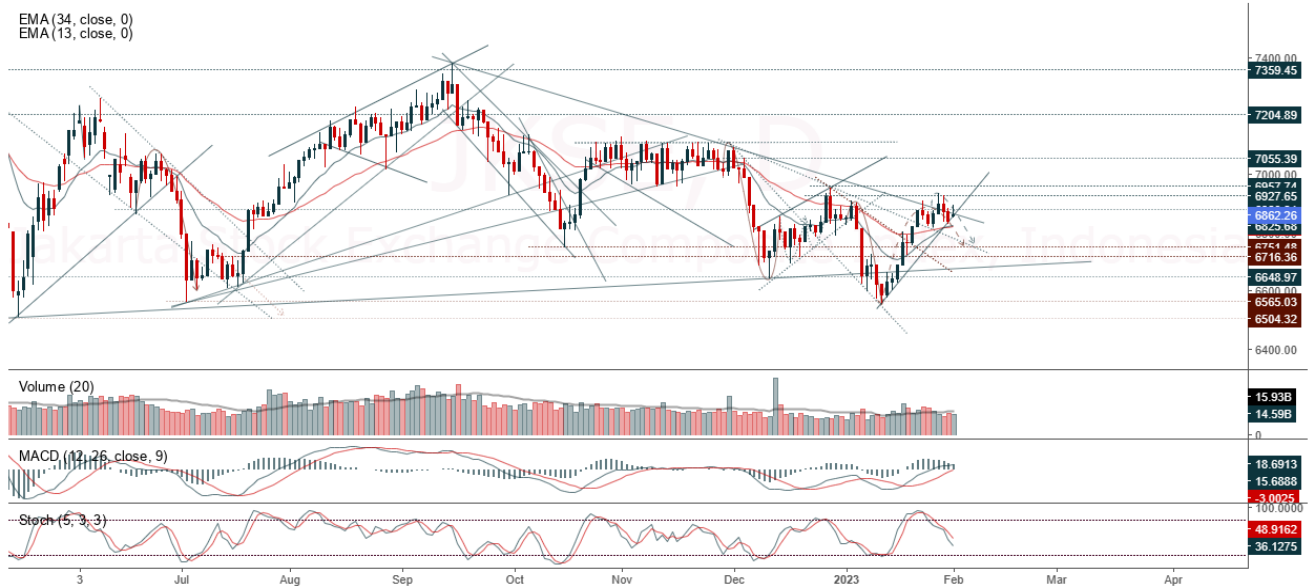 EMA (34, close, 0)
EMA (13, close, 0)
7400.00
7359.45
7204.89
7055.39
7000.00
6957.74
6927.65
6862.26
6825.68
6751.48
6716.36
6648.97
6600.00
6565.03
6504.32
6400.00
Volume (20)
15.93B
14.59B
0
MACD (12, 26, close, 9)
18.6913
15.6888
-3.0025
Stoch (5, 3, 3)
100.0000
48.9162
36.1275
3 Jul Aug Sep Oct Nov Dec 2023 Feb Mar Apr